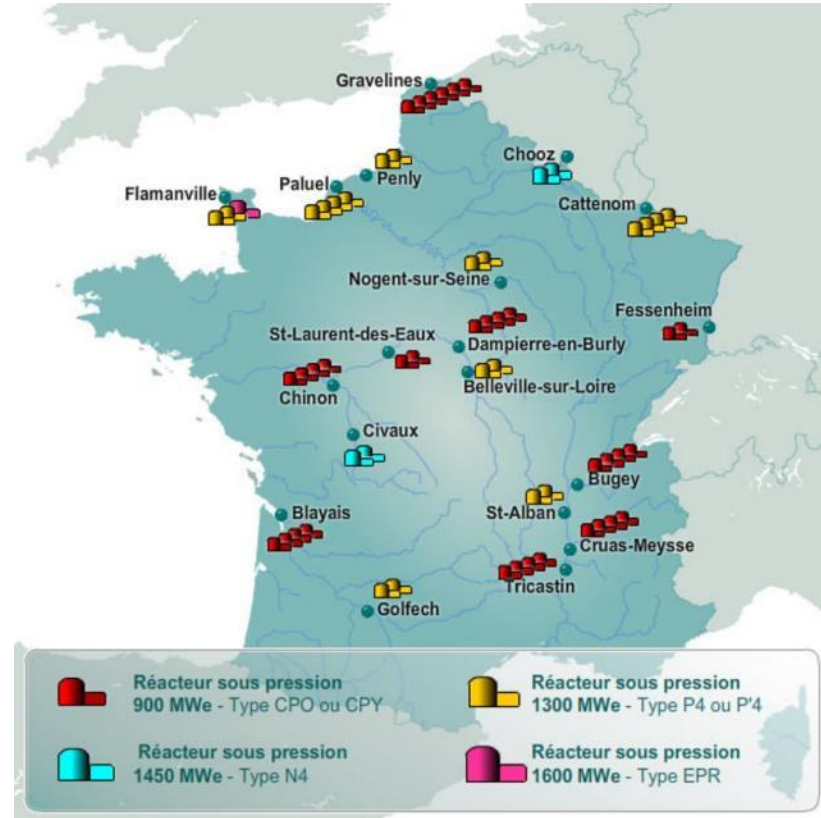 Gravelines
Chooz
Penly
Paluel
Flamanville
Cattenom
Nogent-sur-Seine
Fessenheim
St-Laurent-des-Eaux
Dampierre-en-Burly
Belleville-sur-Loire
Chinon
Civaux
Bugey
Blayais
St-Alban
Cruas-Meysse
Tricastin
Golfech
Réacteur sous pression
900 MWe - Type CPO ou CPY
Réacteur sous pression
1300 MWe - Type P4 ou P'4
Réacteur sous pression
1450 MWe - Type N4
Réacteur sous pression
1600 MWe - Type EPR